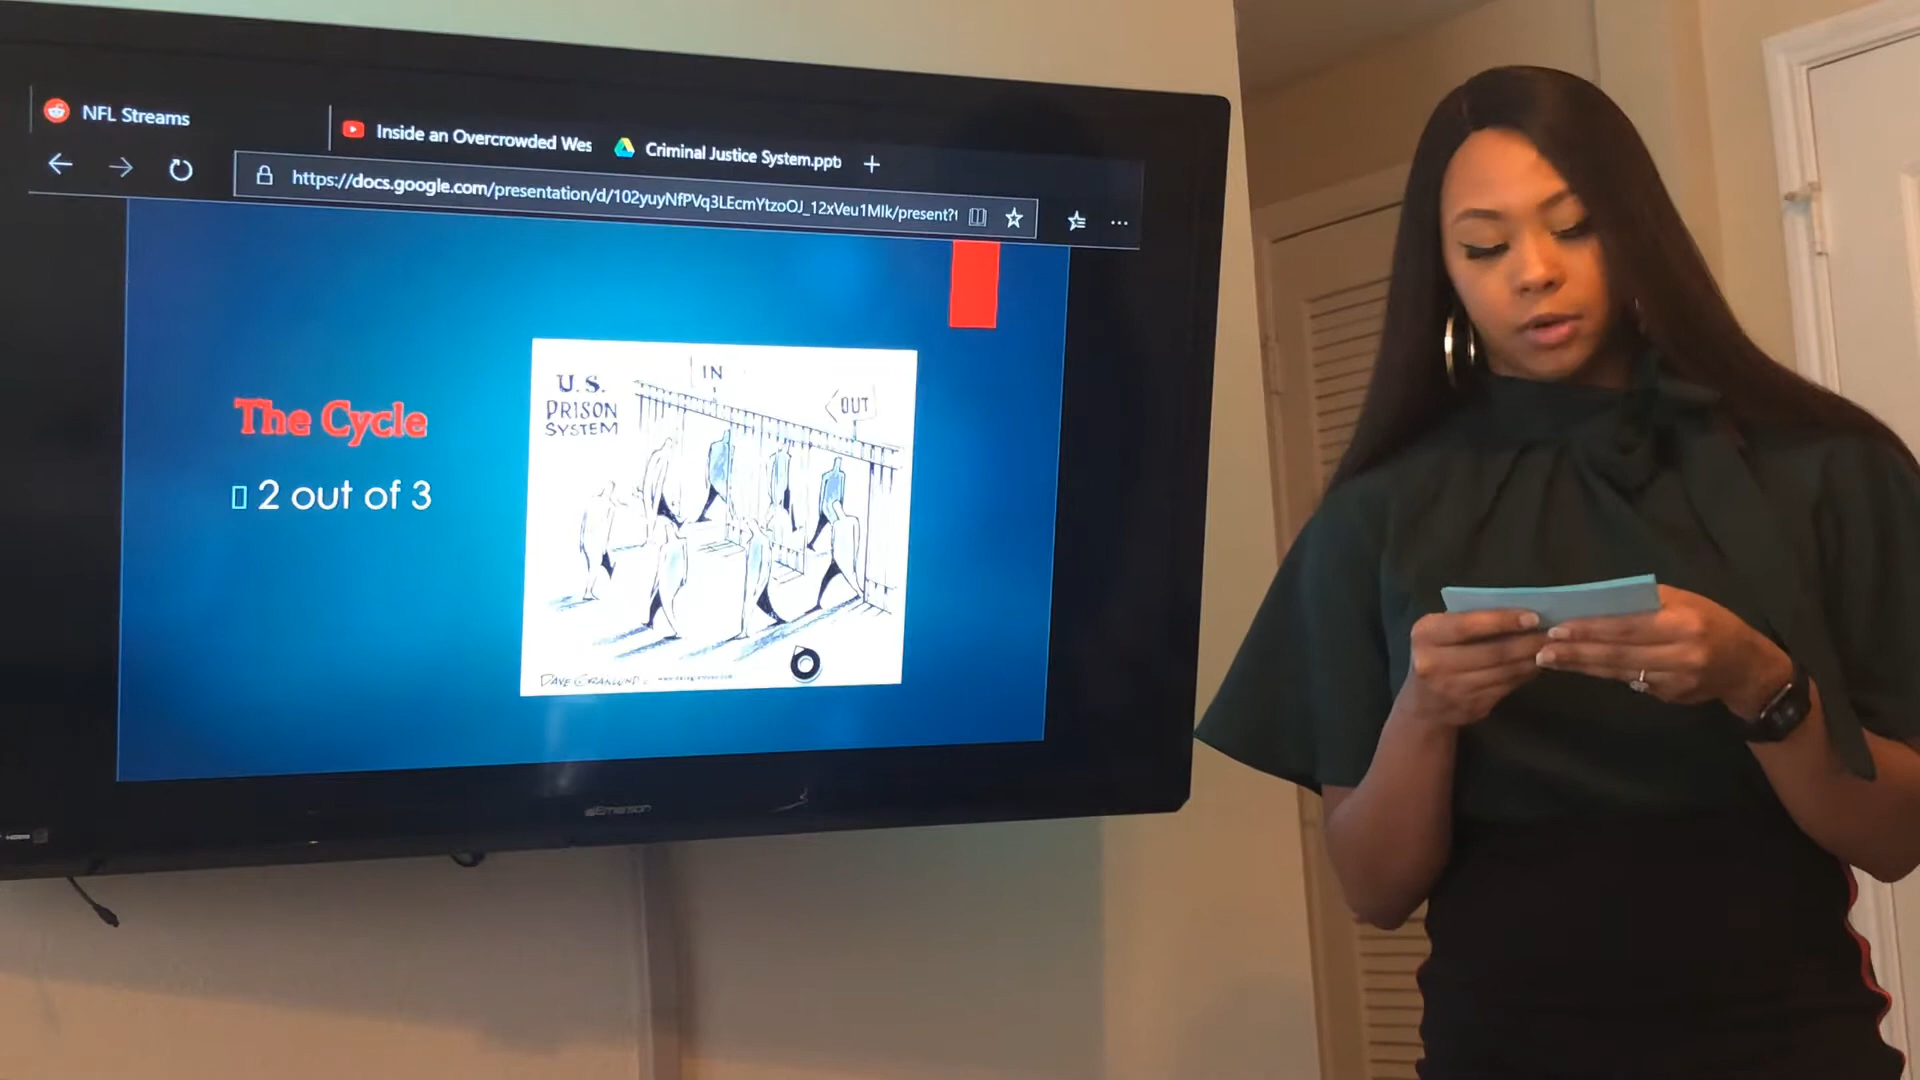 NFL Streams
Inside an Overcrowded Wes
Criminal Justice System.ppt
https://docs.google.com/presentation/d/102yuyNfPVq3LEcmYtzoOJ_12xVeu1MIk/present?
The Cycle
2 out of 3
U.S.
PRISON
SYSTEM
IN
OUT
DAVE GRANLUND
Emerson
HDMI